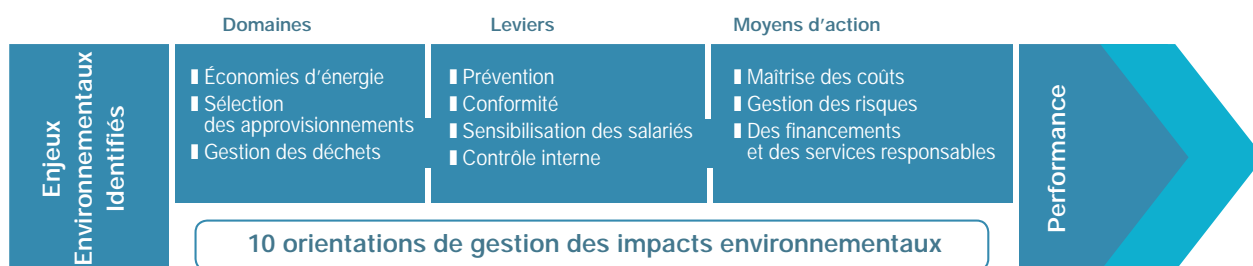 Domaines
Leviers
Moyens d'action
Enjeux
Environnementaux
Identifiés
Économies d'énergie
Sélection
des approvisionnements
Gestion des déchets
Prévention
Conformité
Sensibilisation des salariés
Contrôle interne
Maîtrise des coûts
Gestion des risques
Des financements
et des services responsables
Performance
10 orientations de gestion des impacts environnementaux